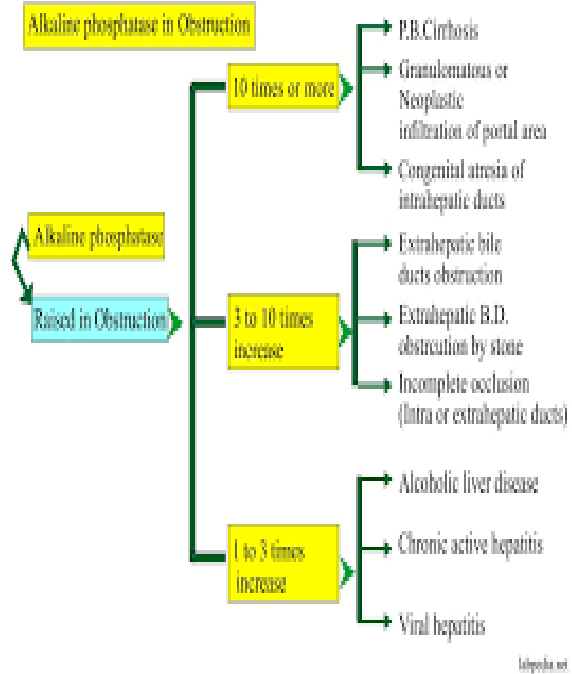 Alkaline phosphatase in Obstruction
10 times or more
P.B.Cirrhosis
Granulomatous or
Neoplastic
infiltration of portal area
Congenital atresia of
intrahepatic ducts
Alkaline phosphatase
Raised in Obstruction
3 to 10 times
increase
Extrahepatic bile
ducts obstruction
Extrahepatic B.D.
obstrcution by stone
Incomplete occlusion
(Intra or extrahepatic ducts)
1 to 3 times
increase
Alcoholic liver disease
Chronic active hepatitis
Viral hepatitis
labpedia.net